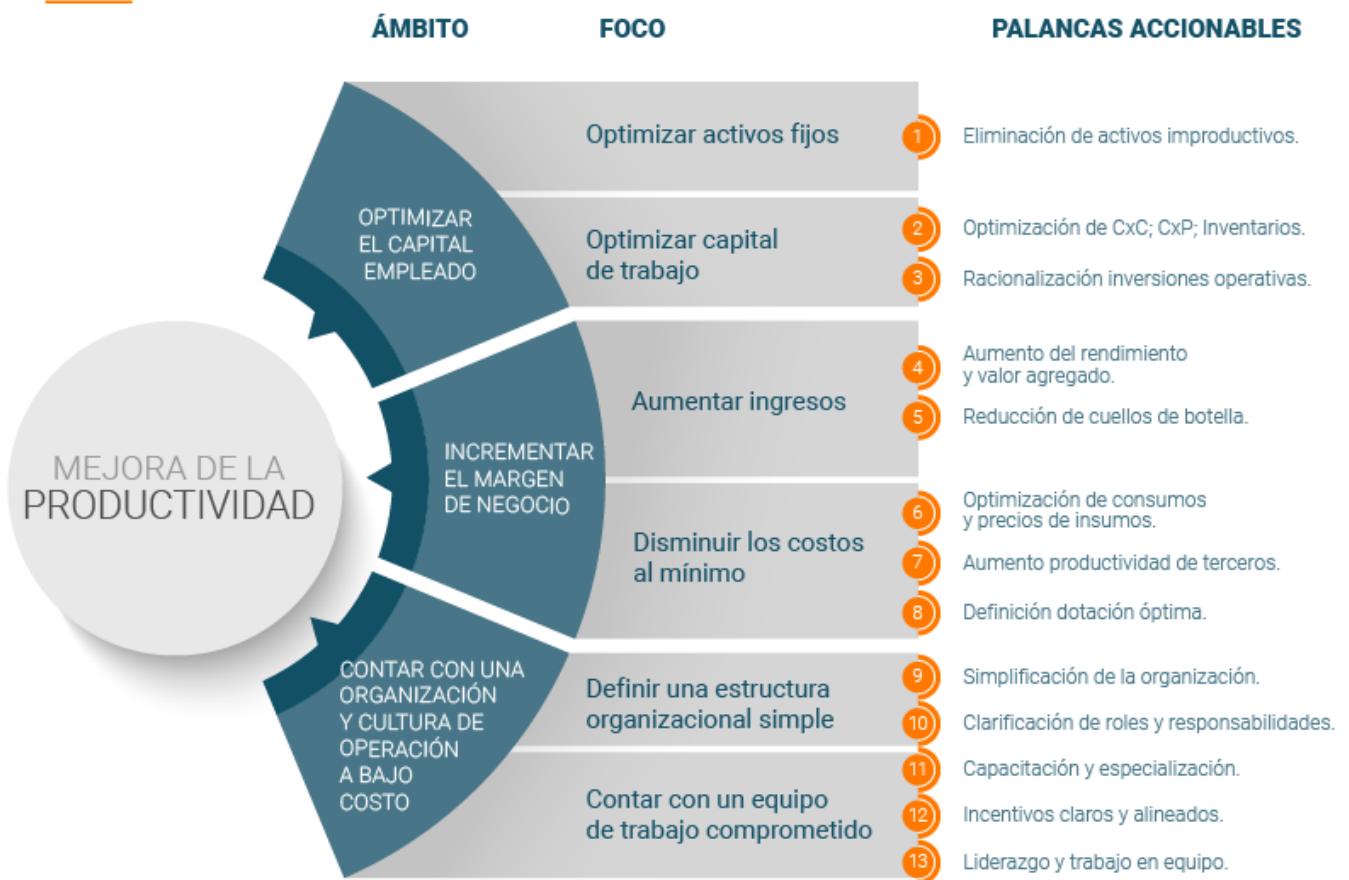 ÁMBITO
FOCO
PALANCAS ACCIONABLES
MEJORA DE LA
PRODUCTIVIDAD
OPTIMIZAR
EL CAPITAL
EMPLEADO
Optimizar activos fijos
1
Eliminación de activos improductivos.
Optimizar capital
de trabajo
2
Optimización de CxC; CxP; Inventarios.
3
Racionalización inversiones operativas.
INCREMENTAR
EL MARGEN
DE NEGOCIO
Aumentar ingresos
4
Aumento del rendimiento
y valor agregado.
5
Reducción de cuellos de botella.
Disminuir los costos
al mínimo
6
Optimización de consumos
y precios de insumos.
7
Aumento productividad de terceros.
8
Definición dotación óptima.
CONTAR CON UNA
ORGANIZACIÓN
Y CULTURA DE
OPERACIÓN
A BAJO
COSTO
Definir una estructura
organizacional simple
9
Simplificación de la organización.
10
Clarificación de roles y responsabilidades.
Contar con un equipo
de trabajo comprometido
11
Capacitación y especialización.
12
Incentivos claros y alineados.
13
Liderazgo y trabajo en equipo.